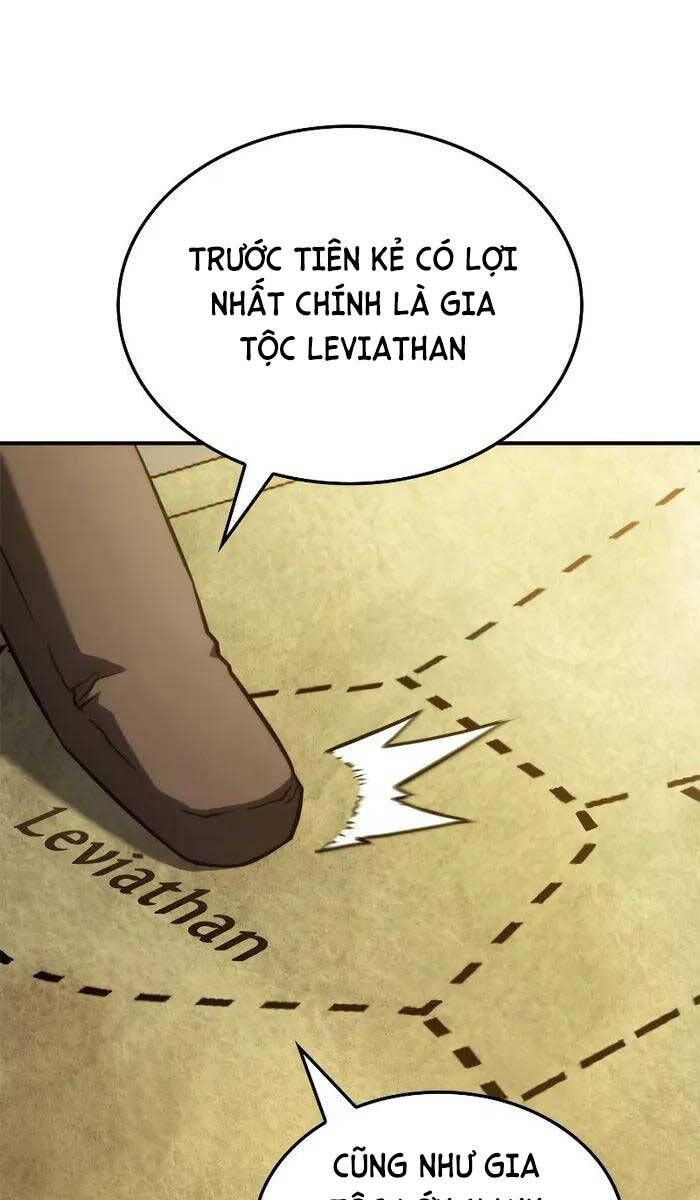 TRƯỚC TIÊN KẺ CÓ LỢI
NHẤT CHÍNH LÀ GIA
TỘC LEVIATHAN
Leviathan
CŨNG NHƯ GIA